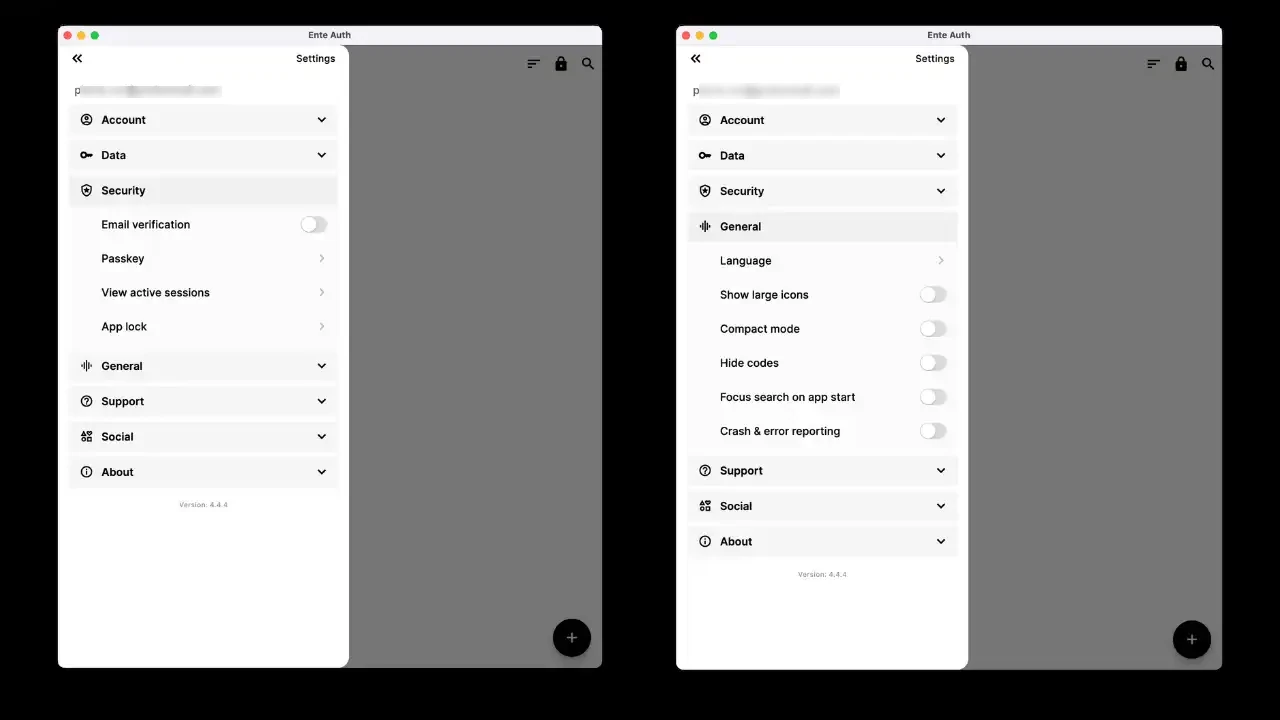 Ente Auth
Settings
p
Account
Data
Security
Email verification
Passkey
View active sessions
App lock
General
Support
Social
About
Version: 4.4.4
Ente Auth
Settings
p
Account
Data
Security
General
Language
Show large icons
Compact mode
Hide codes
Focus search on app start
Crash & error reporting
Support
Social
About
Version: 4.4.4